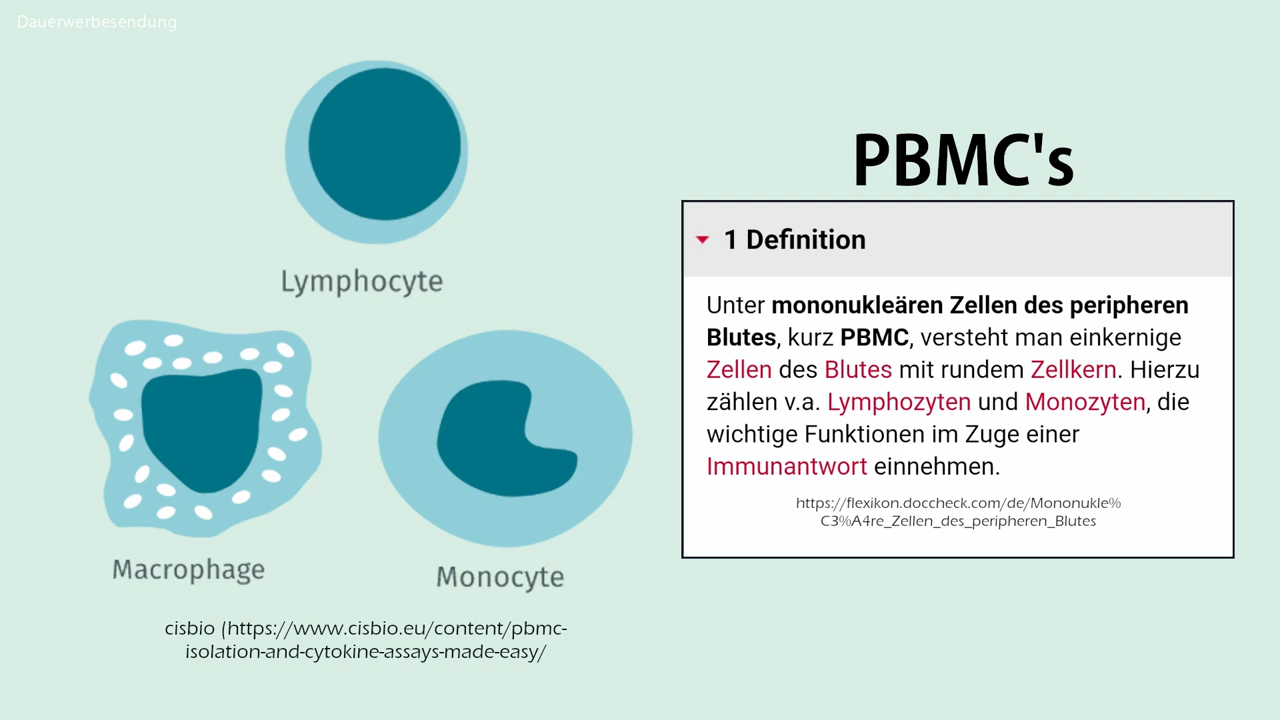 Dauerwerbesendung
Lymphocyte
Macrophage
Monocyte
cisbio (https://www.cisbio.eu/content/pbmc-
isolation-and-cytokine-assays-made-easy/
PBMC's
1 Definition
Unter mononukleären Zellen des peripheren
Blutes, kurz PBMC, versteht man einkernige
Zellen des Blutes mit rundem Zellkern. Hierzu
zählen v.a. Lymphozyten und Monozyten, die
wichtige Funktionen im Zuge einer
Immunantwort einnehmen.
https://flexikon.doccheck.com/de/Mononukle%
C3%A4re_Zellen_des_peripheren_Blutes